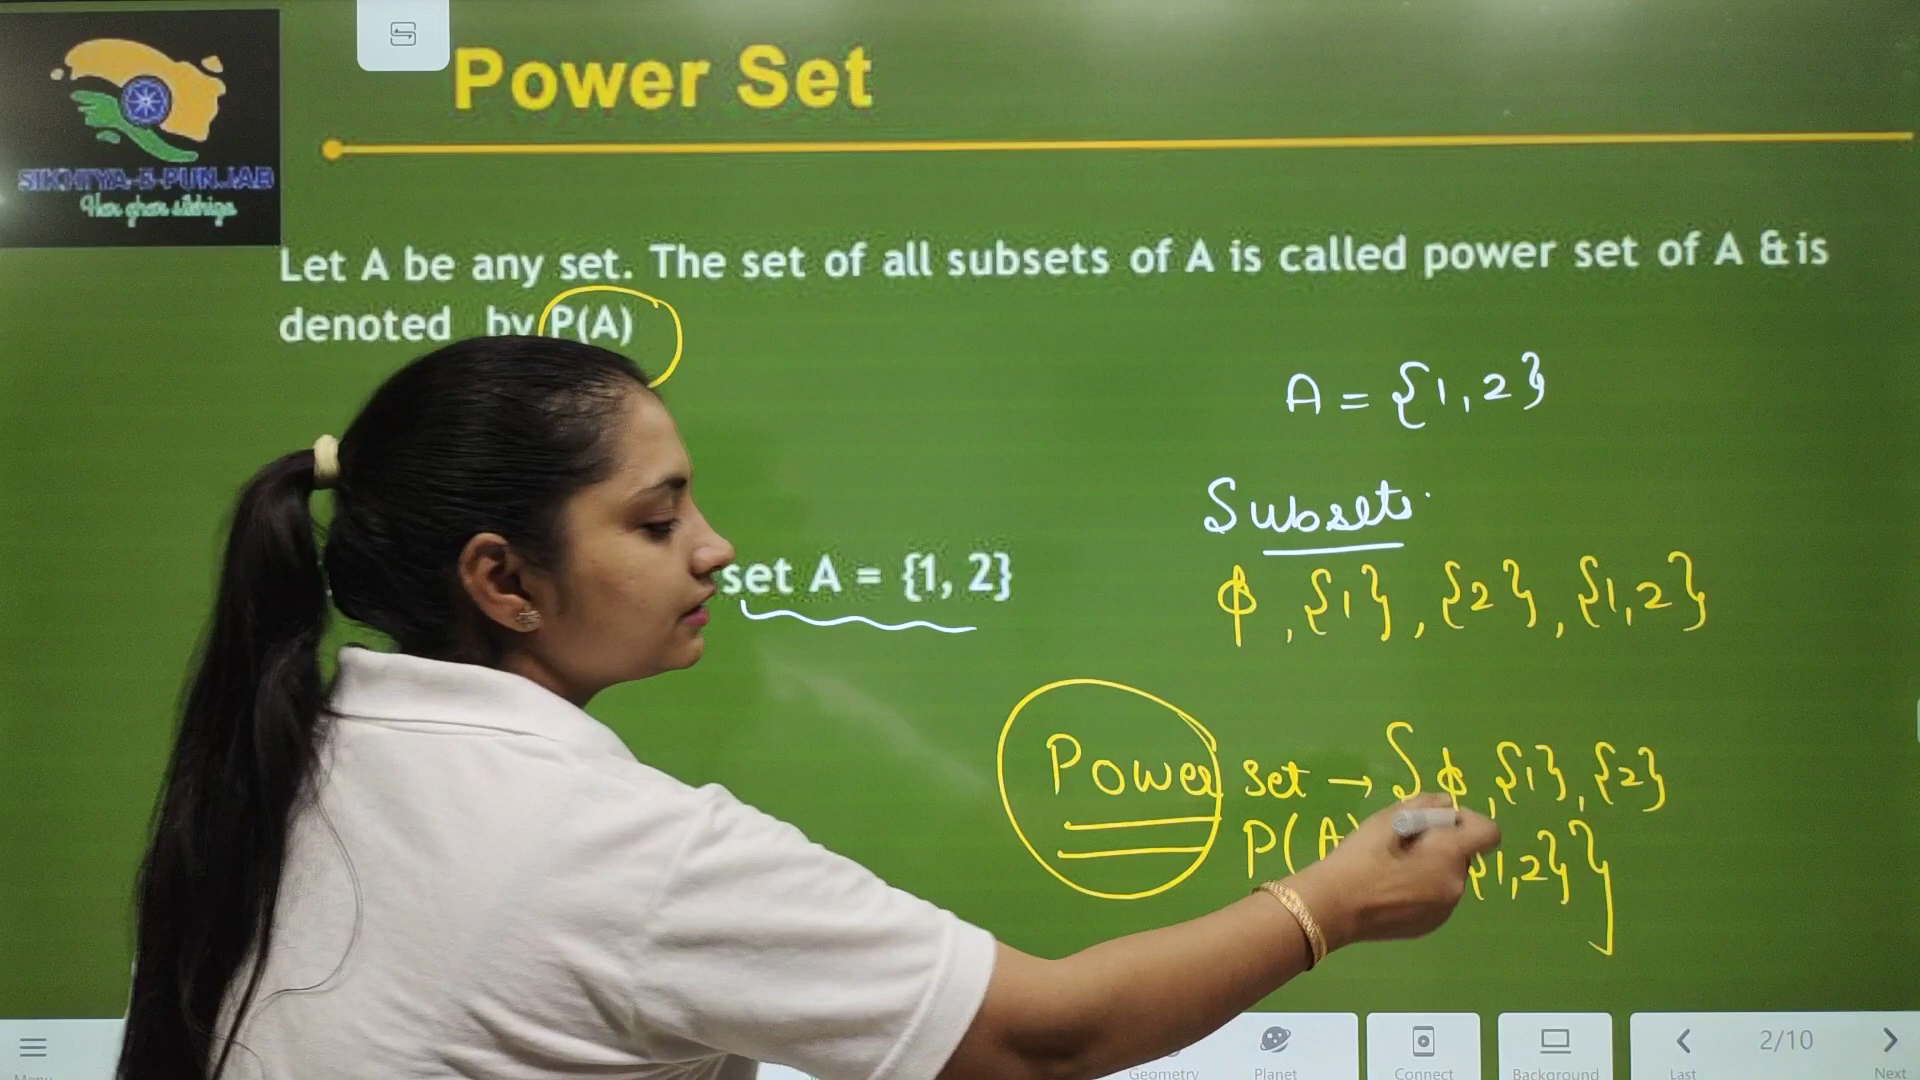 Power Set
SIKHIYA-E-PUNJAB
Har ghar sikhiya
Let A be any set. The set of all subsets of A is called power set of A & is
denoted by P(A)
A = {1, 2}
Subsets.
set A = {1, 2}
ϕ, {1}, {2}, {1, 2}
Power set → {ϕ, {1}, {2}
P(A) {1,2}}
Menu
Geometry
Planet
Connect
Background
Last
2/10
Next